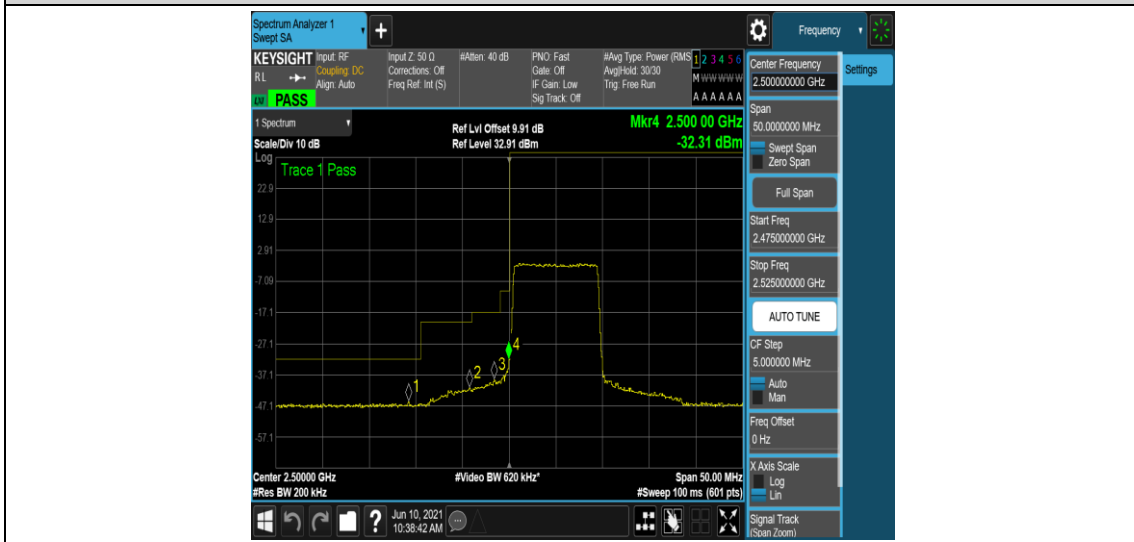 Spectrum Analyzer 1
Swept SA
+
Frequency
KEYSIGHT
R L
LXI
PASS
Input: RF
Coupling: DC
Align: Auto
Input Z: 50 Ω
Corrections: Off
Freq Ref: Int (S)
#Atten: 40 dB
PNO: Fast
Gate: Off
IF Gain: Low
Sig Track: Off
#Avg Type: Power (RMS
Avg|Hold: 30/30
Trig: Free Run
1 2 3 4 5 6
M W W W W W
A A A A A A
1 Spectrum
Scale/Div 10 dB
Ref Lvl Offset 9.91 dB
Ref Level 32.91 dBm
Mkr4 2.500 00 GHz
-32.31 dBm
Log
Trace 1 Pass
22.9
12.9
2.91
-7.09
-17.1
-27.1
-37.1
-47.1
-57.1
1
2
3
4
Center 2.50000 GHz
#Res BW 200 kHz
#Video BW 620 kHz*
Span 50.00 MHz
#Sweep 100 ms (601 pts)
Center Frequency
2.500000000 GHz
Settings
Span
50.0000000 MHz
Swept Span
Zero Span
Full Span
Start Freq
2.475000000 GHz
Stop Freq
2.525000000 GHz
AUTO TUNE
CF Step
5.000000 MHz
Auto
Man
Freq Offset
0 Hz
X Axis Scale
Log
Lin
Signal Track
(Span Zoom)
?
Jun 10, 2021
10:38:42 AM